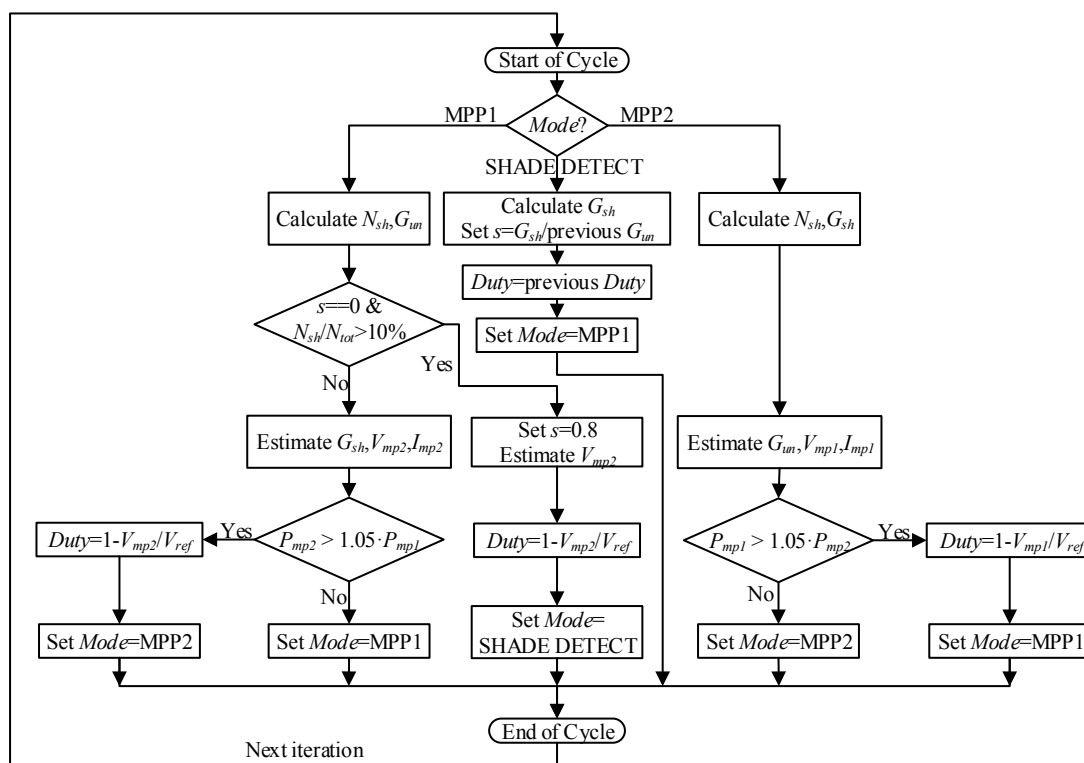 Start of Cycle
MPP1
Mode?
MPP2
SHADE DETECT
Calculate Nsh,Gun
Calculate Gsh
Set s=Gsh/previous Gun
Calculate Nsh,Gsh
Duty=previous Duty
s==0 &
Nsh/Ntot>10%
Set Mode=MPP1
Yes
No
Estimate Gsh,Vmp2,Imp2
Set s=0.8
Estimate Vmp2
Estimate Gun,Vmp1,Imp1
Duty=1-Vmp2/Vref
Yes
Pmp2 > 1.05·Pmp1
Duty=1-Vmp2/Vref
Pmp1 > 1.05·Pmp2
Yes
Duty=1-Vmp1/Vref
No
No
Set Mode=MPP2
Set Mode=MPP1
Set Mode=
SHADE DETECT
Set Mode=MPP2
Set Mode=MPP1
End of Cycle
Next iteration